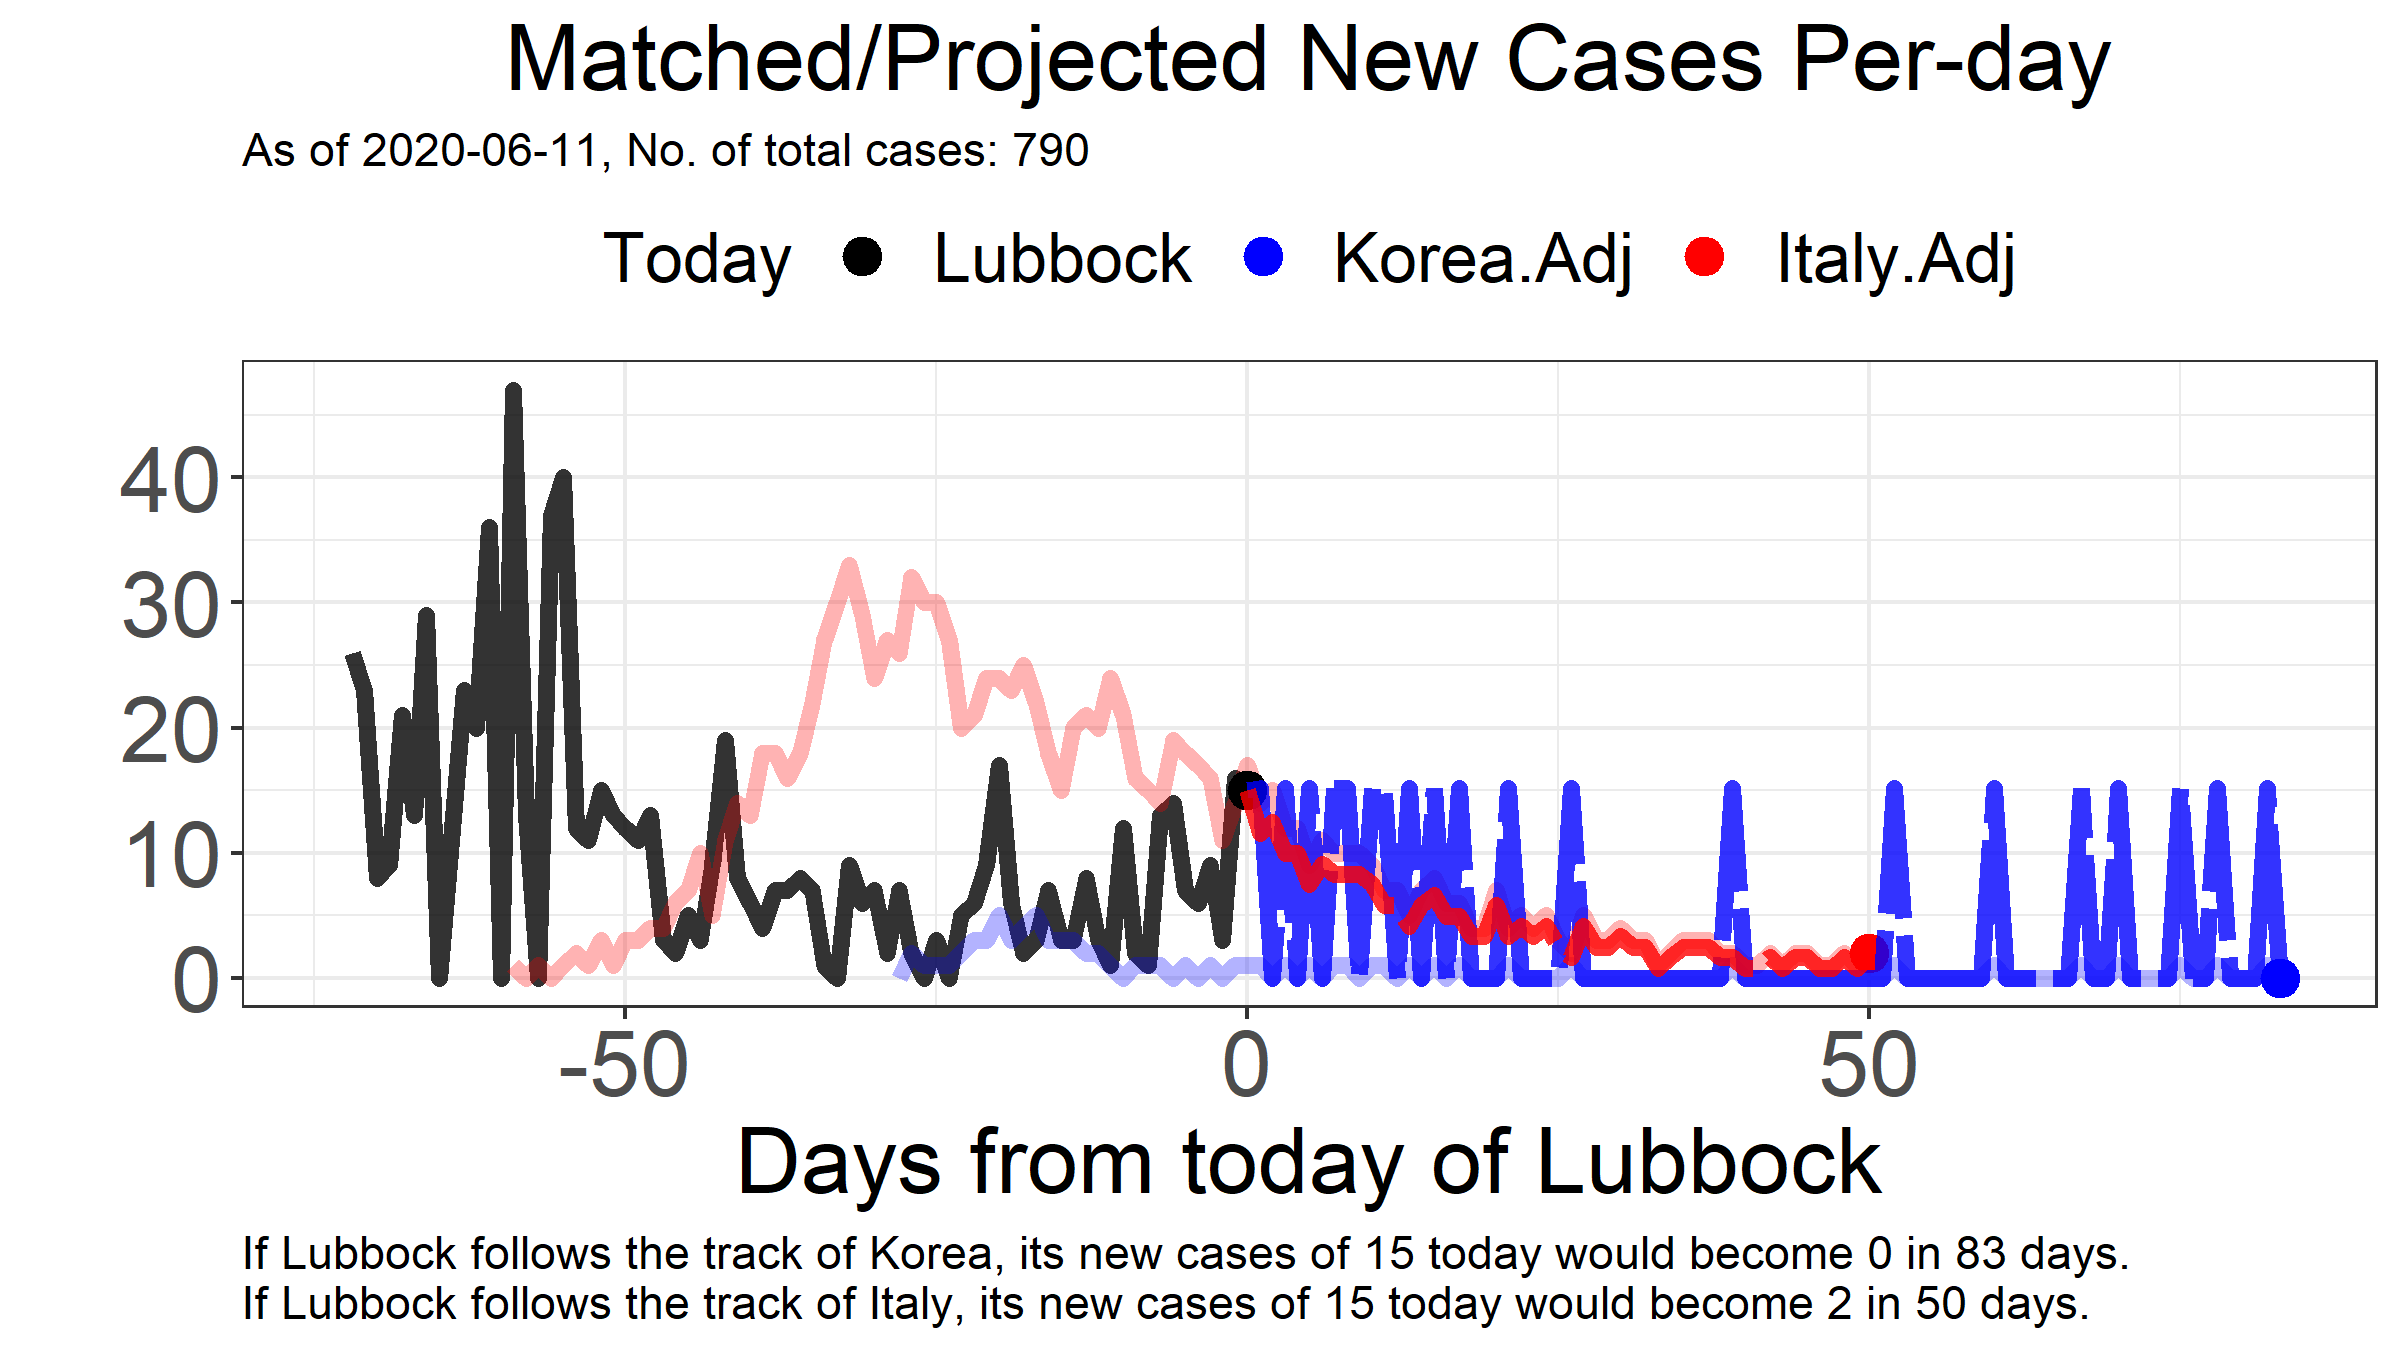 Matched/Projected New Cases Per-day
As of 2020-06-11, No. of total cases: 790
Today Lubbock Korea.Adj Italy.Adj
40
30
20
10
0
-50 0 50
Days from today of Lubbock
If Lubbock follows the track of Korea, its new cases of 15 today would become 0 in 83 days.
If Lubbock follows the track of Italy, its new cases of 15 today would become 2 in 50 days.